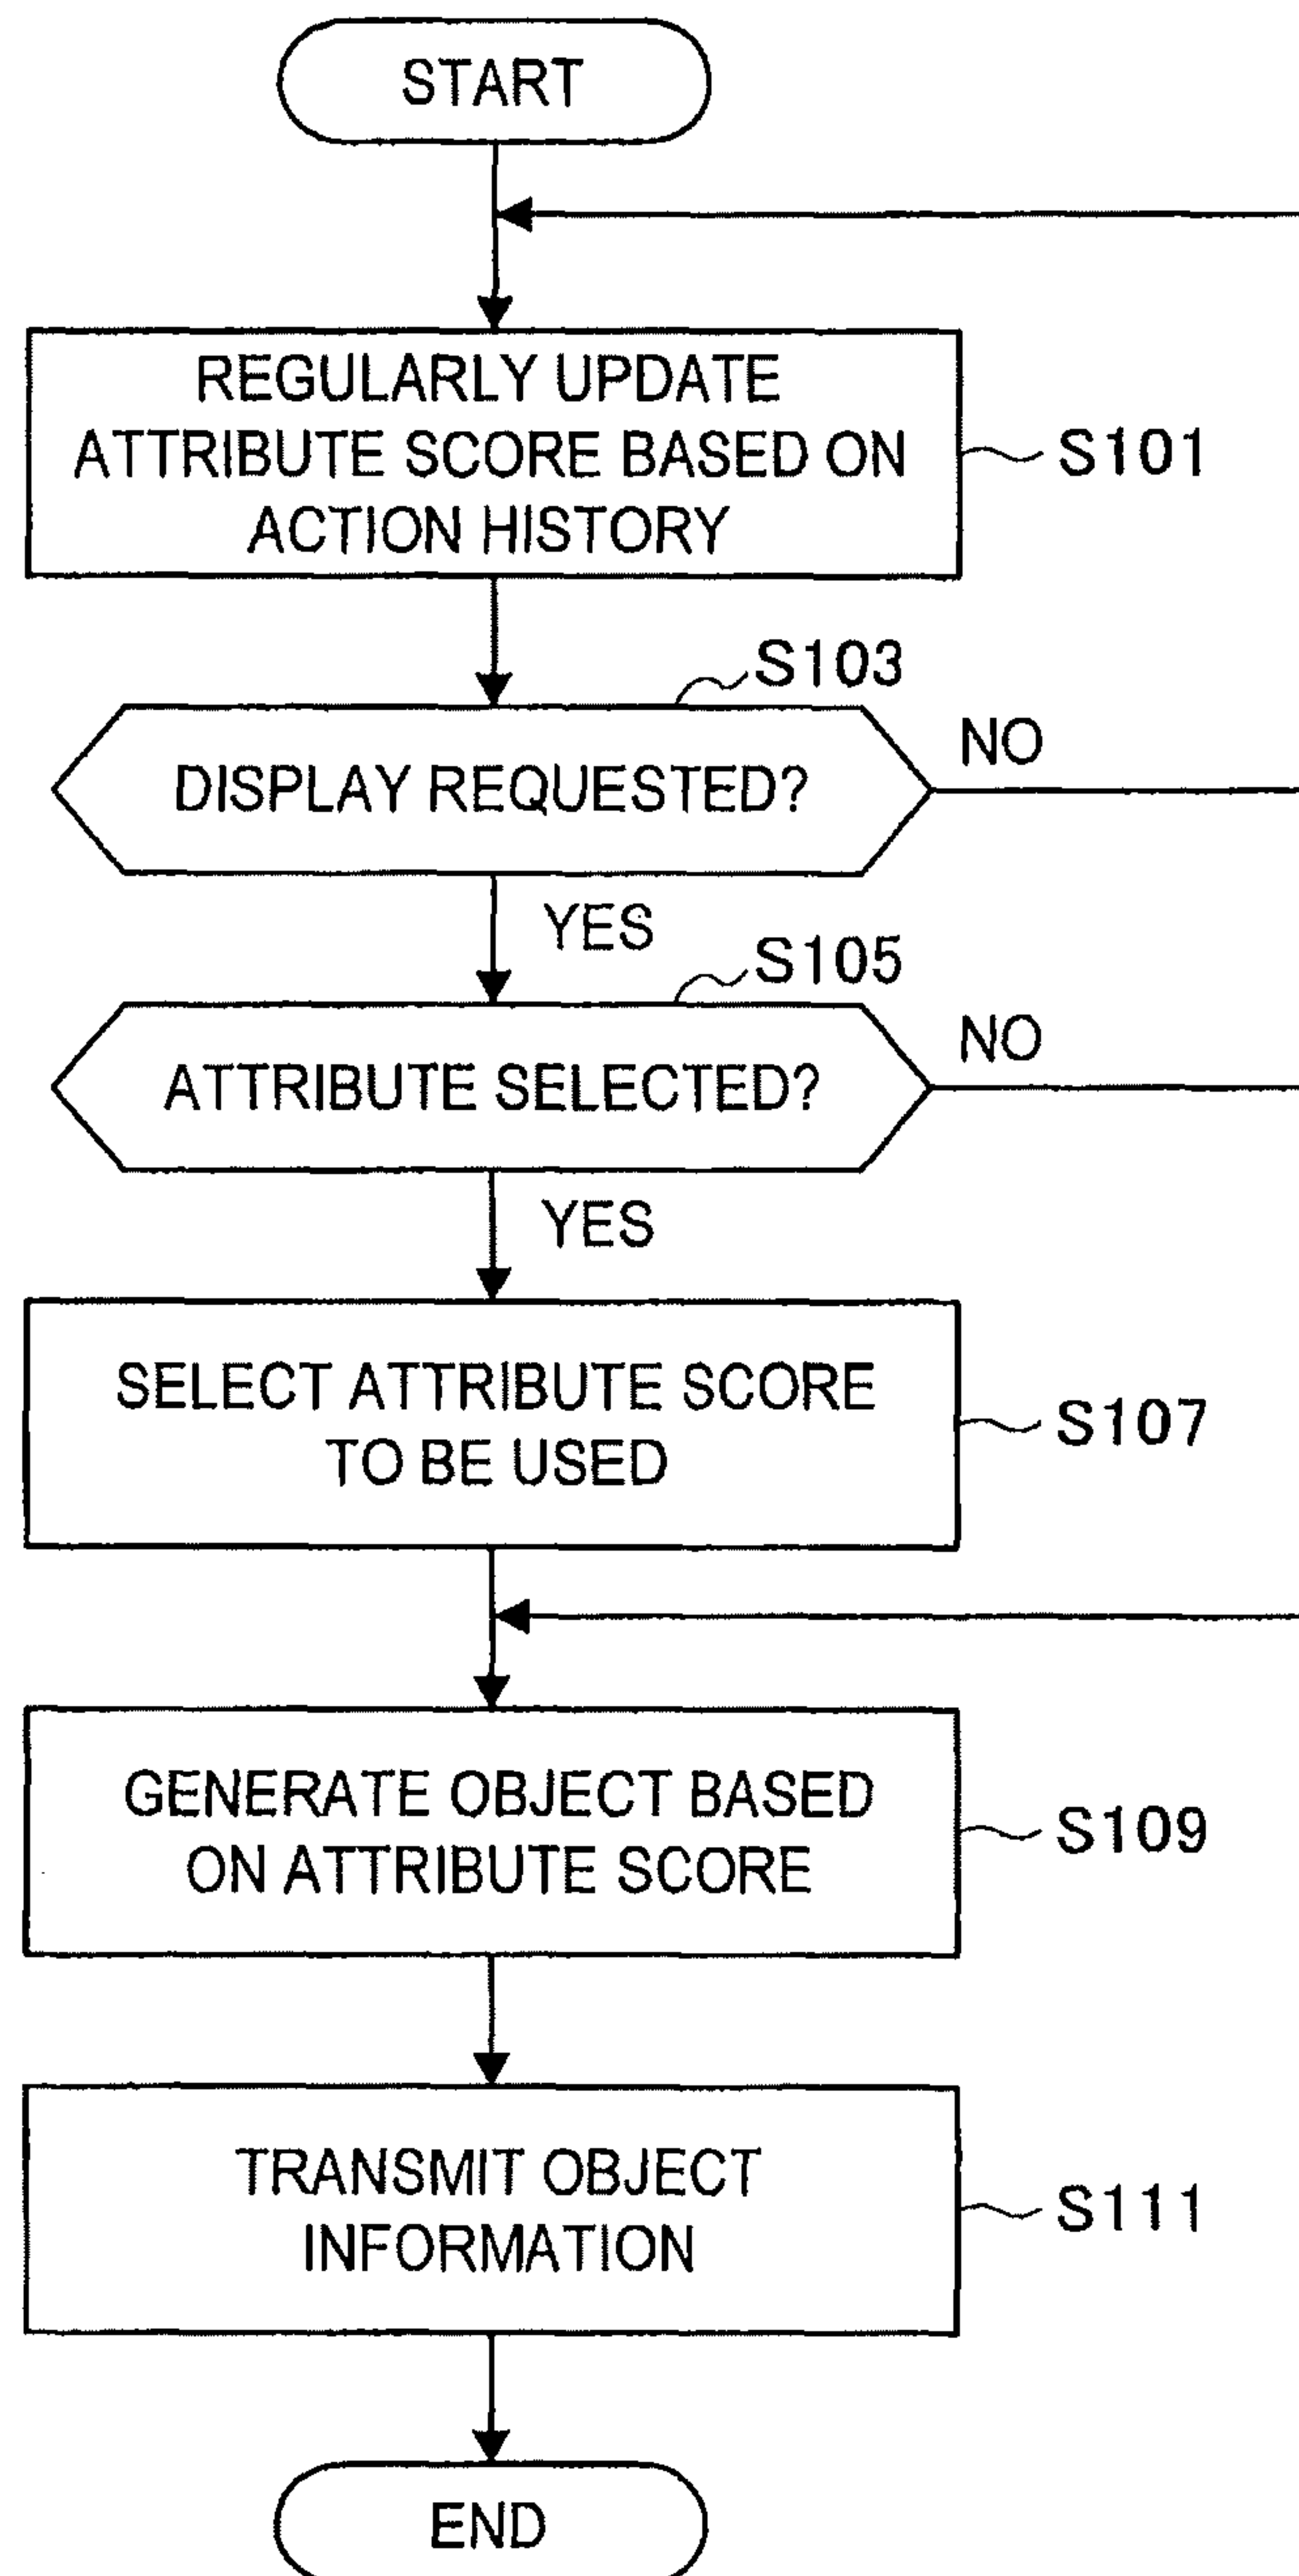 START
REGULARLY UPDATE
ATTRIBUTE SCORE BASED ON
ACTION HISTORY
S101
S103
DISPLAY REQUESTED?
NO
YES
S105
ATTRIBUTE SELECTED?
NO
YES
SELECT ATTRIBUTE SCORE
TO BE USED
S107
GENERATE OBJECT BASED
ON ATTRIBUTE SCORE
S109
TRANSMIT OBJECT
INFORMATION
S111
END